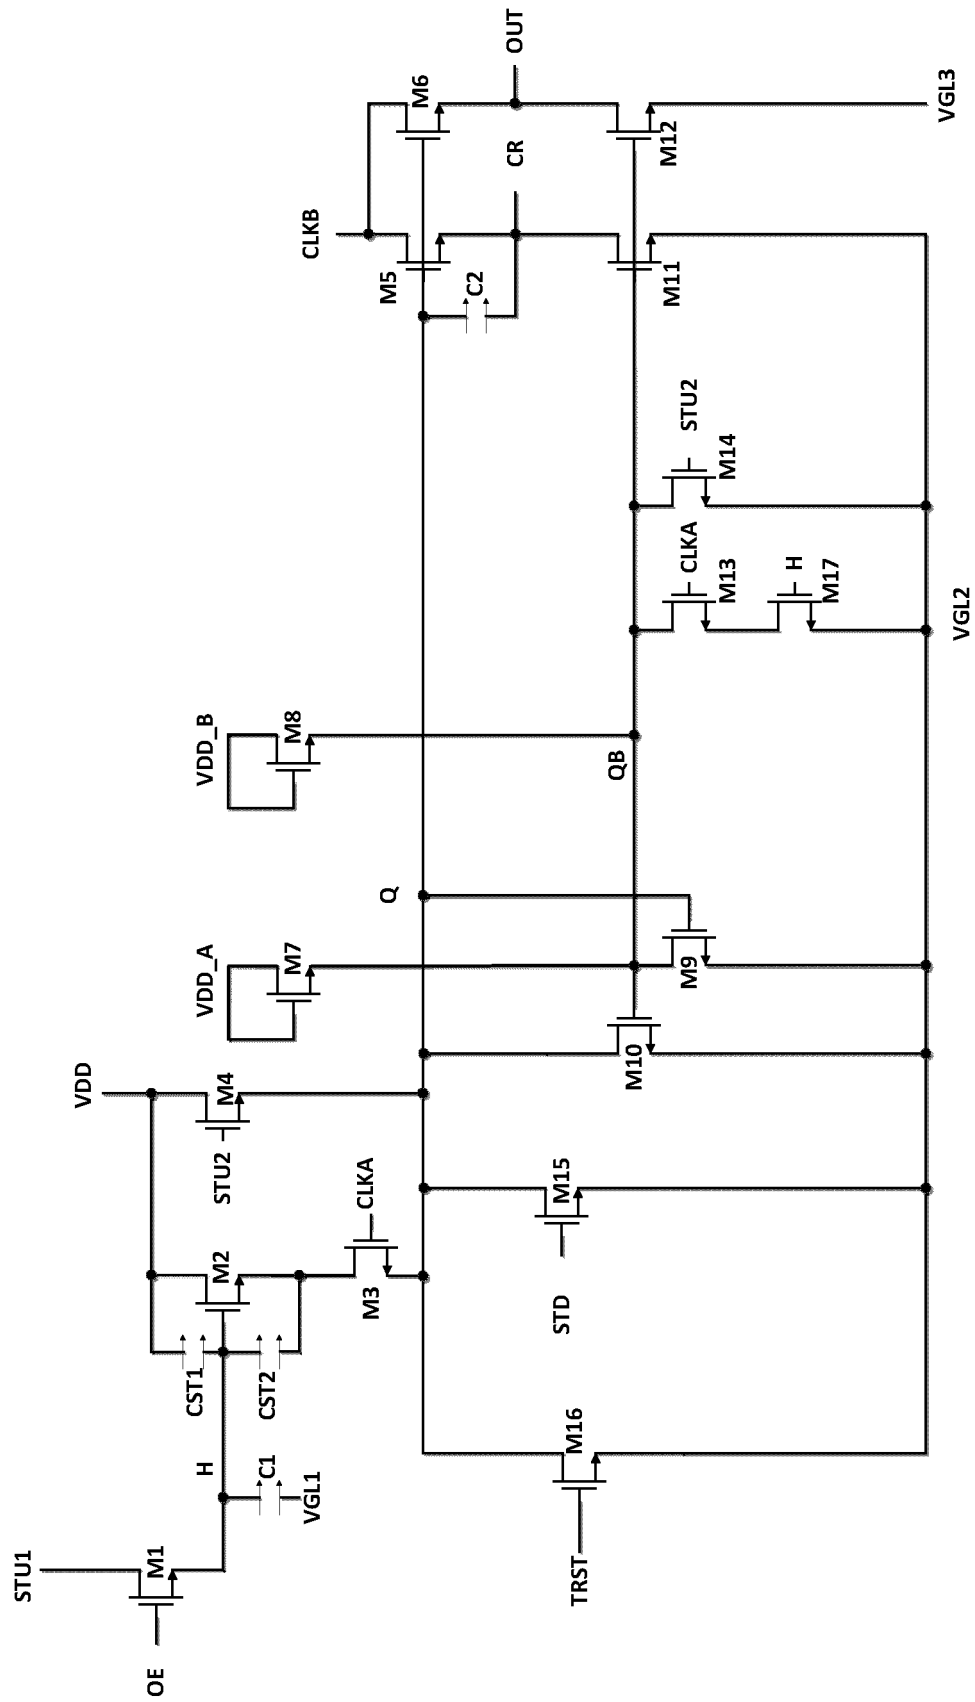 OE
STU1
M1
H
C1
VGL1
CST1
CST2
M2
VDD
STU2
M4
M3
CLKA
TRST
M16
STD
M15
VDD_A
M7
M10
M9
Q
VDD_B
M8
QB
CLKA
M13
H
M17
STU2
M14
VGL2
CLKB
M5
C2
M6
CR
OUT
M11
M12
VGL3